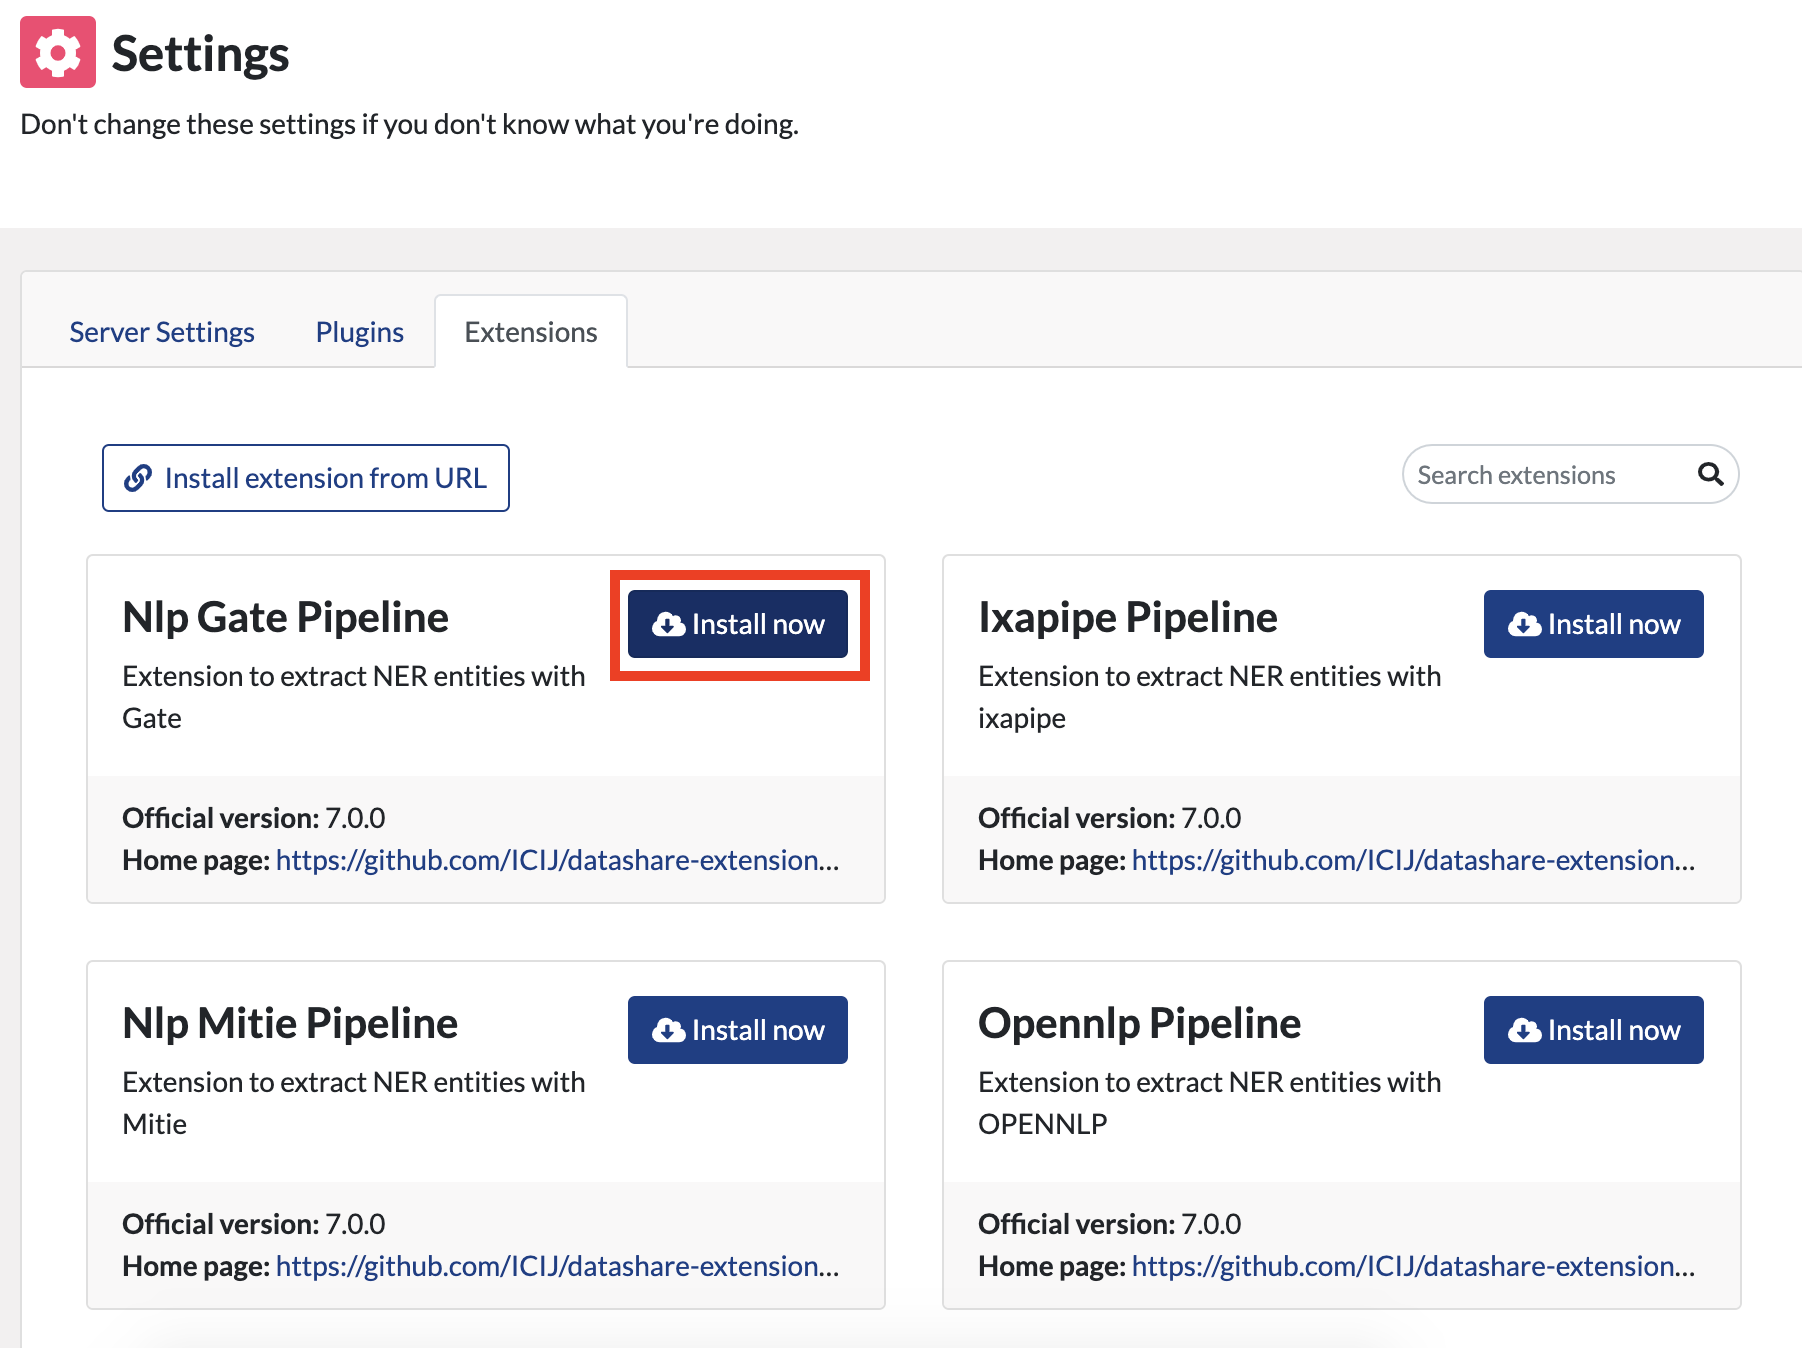 Settings
Don't change these settings if you don't know what you're doing.
Server Settings
Plugins
Extensions
Install extension from URL
Search extensions
Nlp Gate Pipeline
Install now
Extension to extract NER entities with
Gate
Official version: 7.0.0
Home page: https://github.com/ICIJ/datashare-extension...
Ixapipe Pipeline
Install now
Extension to extract NER entities with
ixapipe
Official version: 7.0.0
Home page: https://github.com/ICIJ/datashare-extension...
Nlp Mitie Pipeline
Install now
Extension to extract NER entities with
Mitie
Official version: 7.0.0
Home page: https://github.com/ICIJ/datashare-extension...
Opennlp Pipeline
Install now
Extension to extract NER entities with
OPENNLP
Official version: 7.0.0
Home page: https://github.com/ICIJ/datashare-extension...